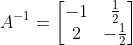 A^{-1} = \begin{bmatrix} -1 & \frac{1}{2} \\ 2 & -\frac{1}{2} \end{bmatrix}